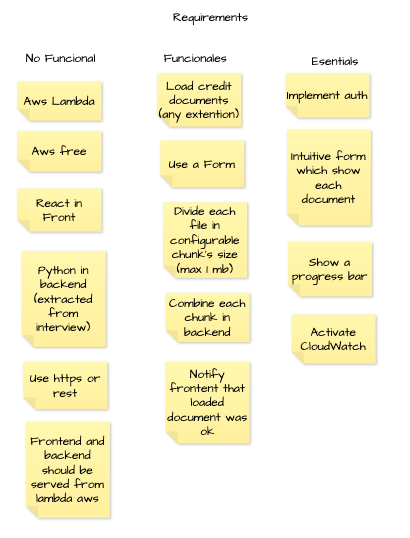 Requirements
No Funcional
Aws Lambda
Aws free
React in
Front
Python in
backend
(extracted
from
interview)
Use https or
rest
Frontend and
backend
should be
served from
lambda aws
Funcionales
Load credit
documents
(any extention)
Use a Form
Divide each
file in
configurable
chunk's size
(max 1 mb)
Combine each
chunk in
backend
Notify
frontent that
loaded
document was
ok
Esentials
Implement auth
Intuitive form
which show
each
document
Show a
progress bar
Activate
CloudWatch